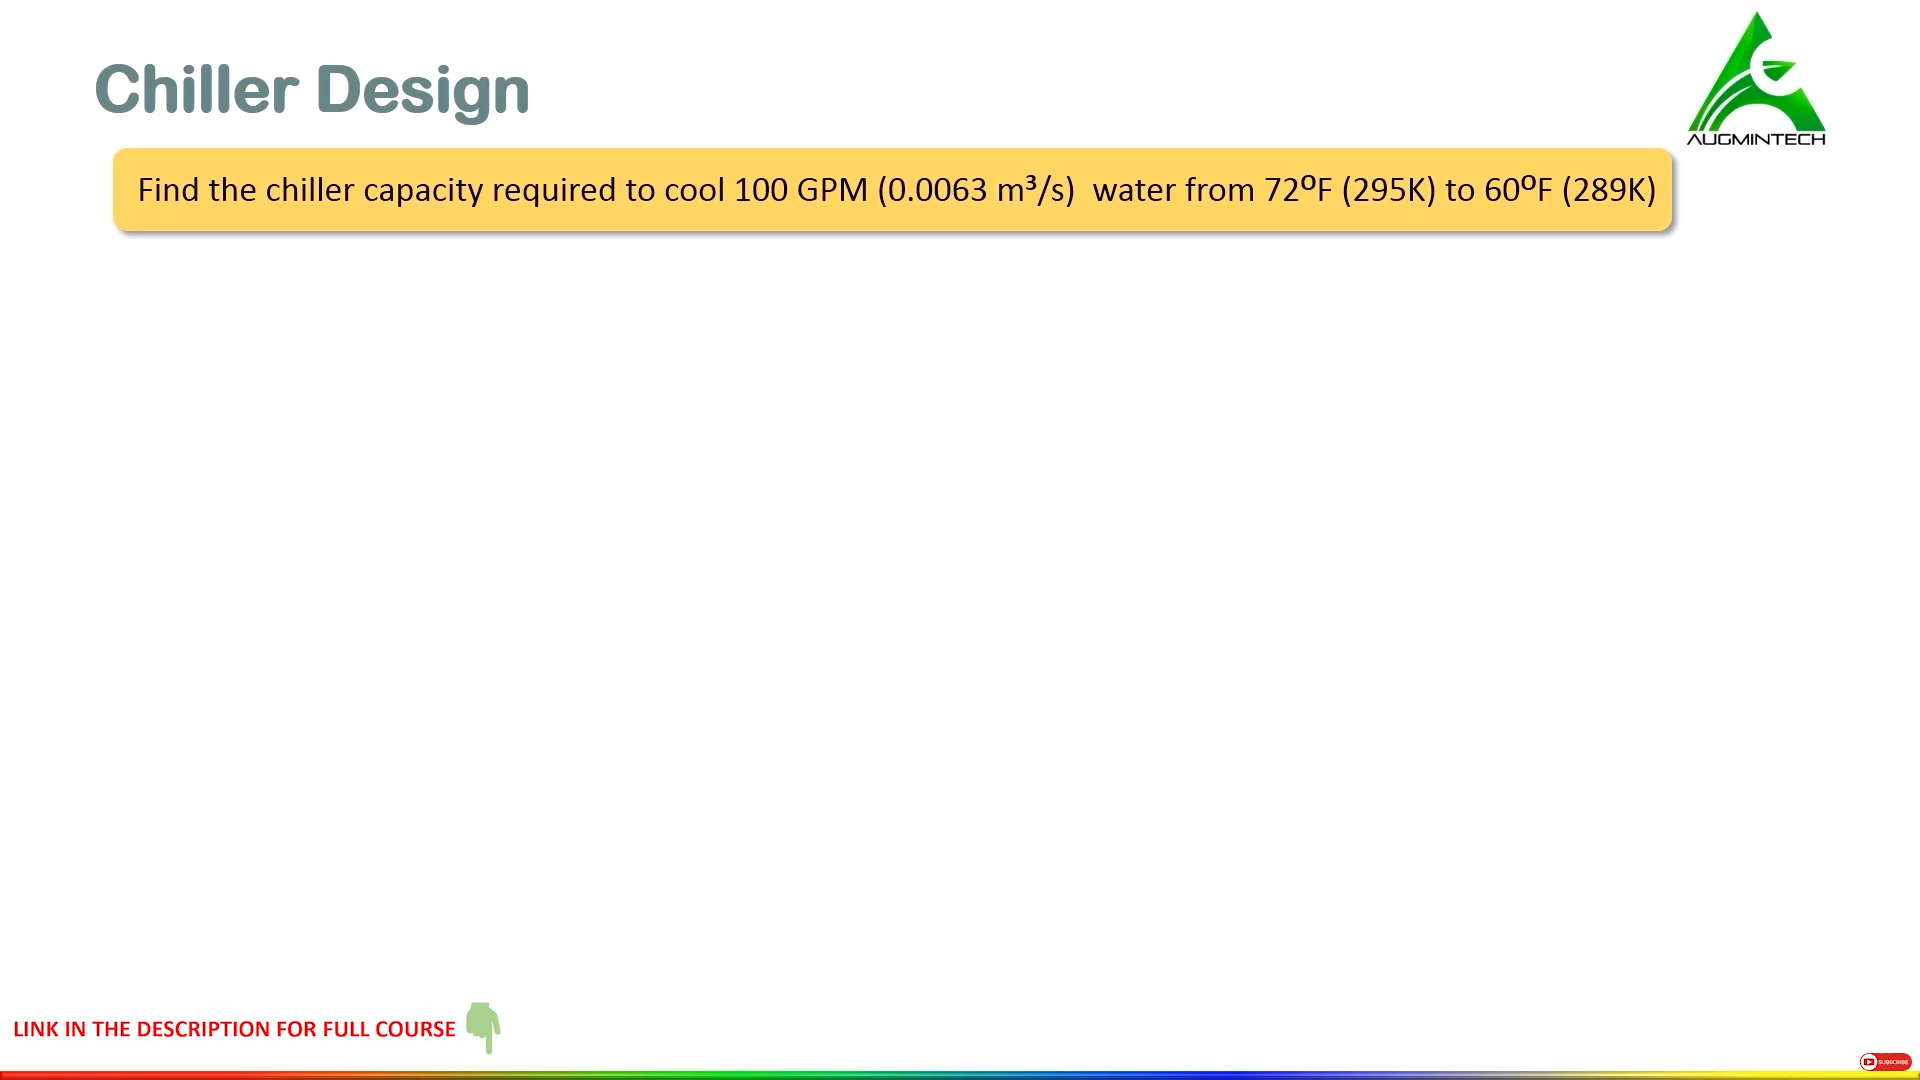 Chiller Design
AUGMINTECH
Find the chiller capacity required to cool 100 GPM (0.0063 m³/s)  water from 72⁰F (295K) to 60⁰F (289K)
LINK IN THE DESCRIPTION FOR FULL COURSE
SUBSCRIBE